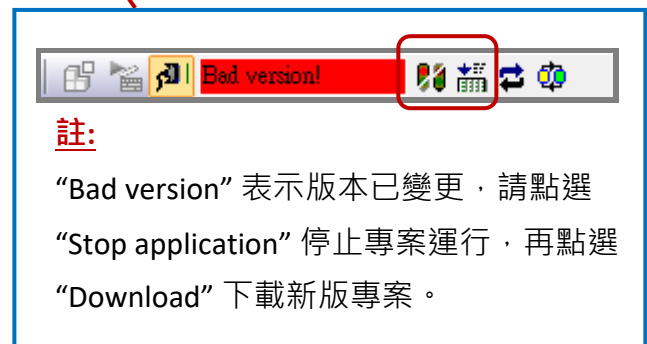 Bad version!
註:
“Bad version” 表示版本已變更，請點選
“Stop application” 停止專案運行，再點選
“Download” 下載新版專案。